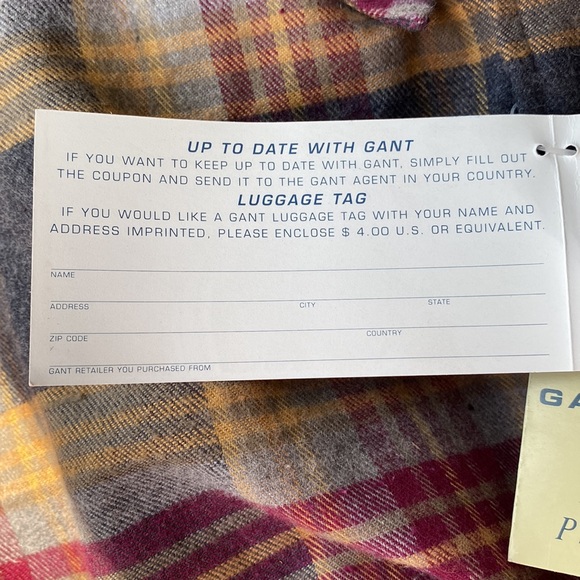 UP TO DATE WITH GANT
IF YOU WANT TO KEEP UP TO DATE WITH GANT, SIMPLY FILL OUT
THE COUPON AND SEND IT TO THE GANT AGENT IN YOUR COUNTRY.
LUGGAGE TAG
IF YOU WOULD LIKE A GANT LUGGAGE TAG WITH YOUR NAME AND
ADDRESS IMPRINTED, PLEASE ENCLOSE $ 4.00 U.S. OR EQUIVALENT.
NAME
ADDRESS CITY STATE
ZIP CODE COUNTRY
GANT RETAILER YOU PURCHASED FROM
GA
P